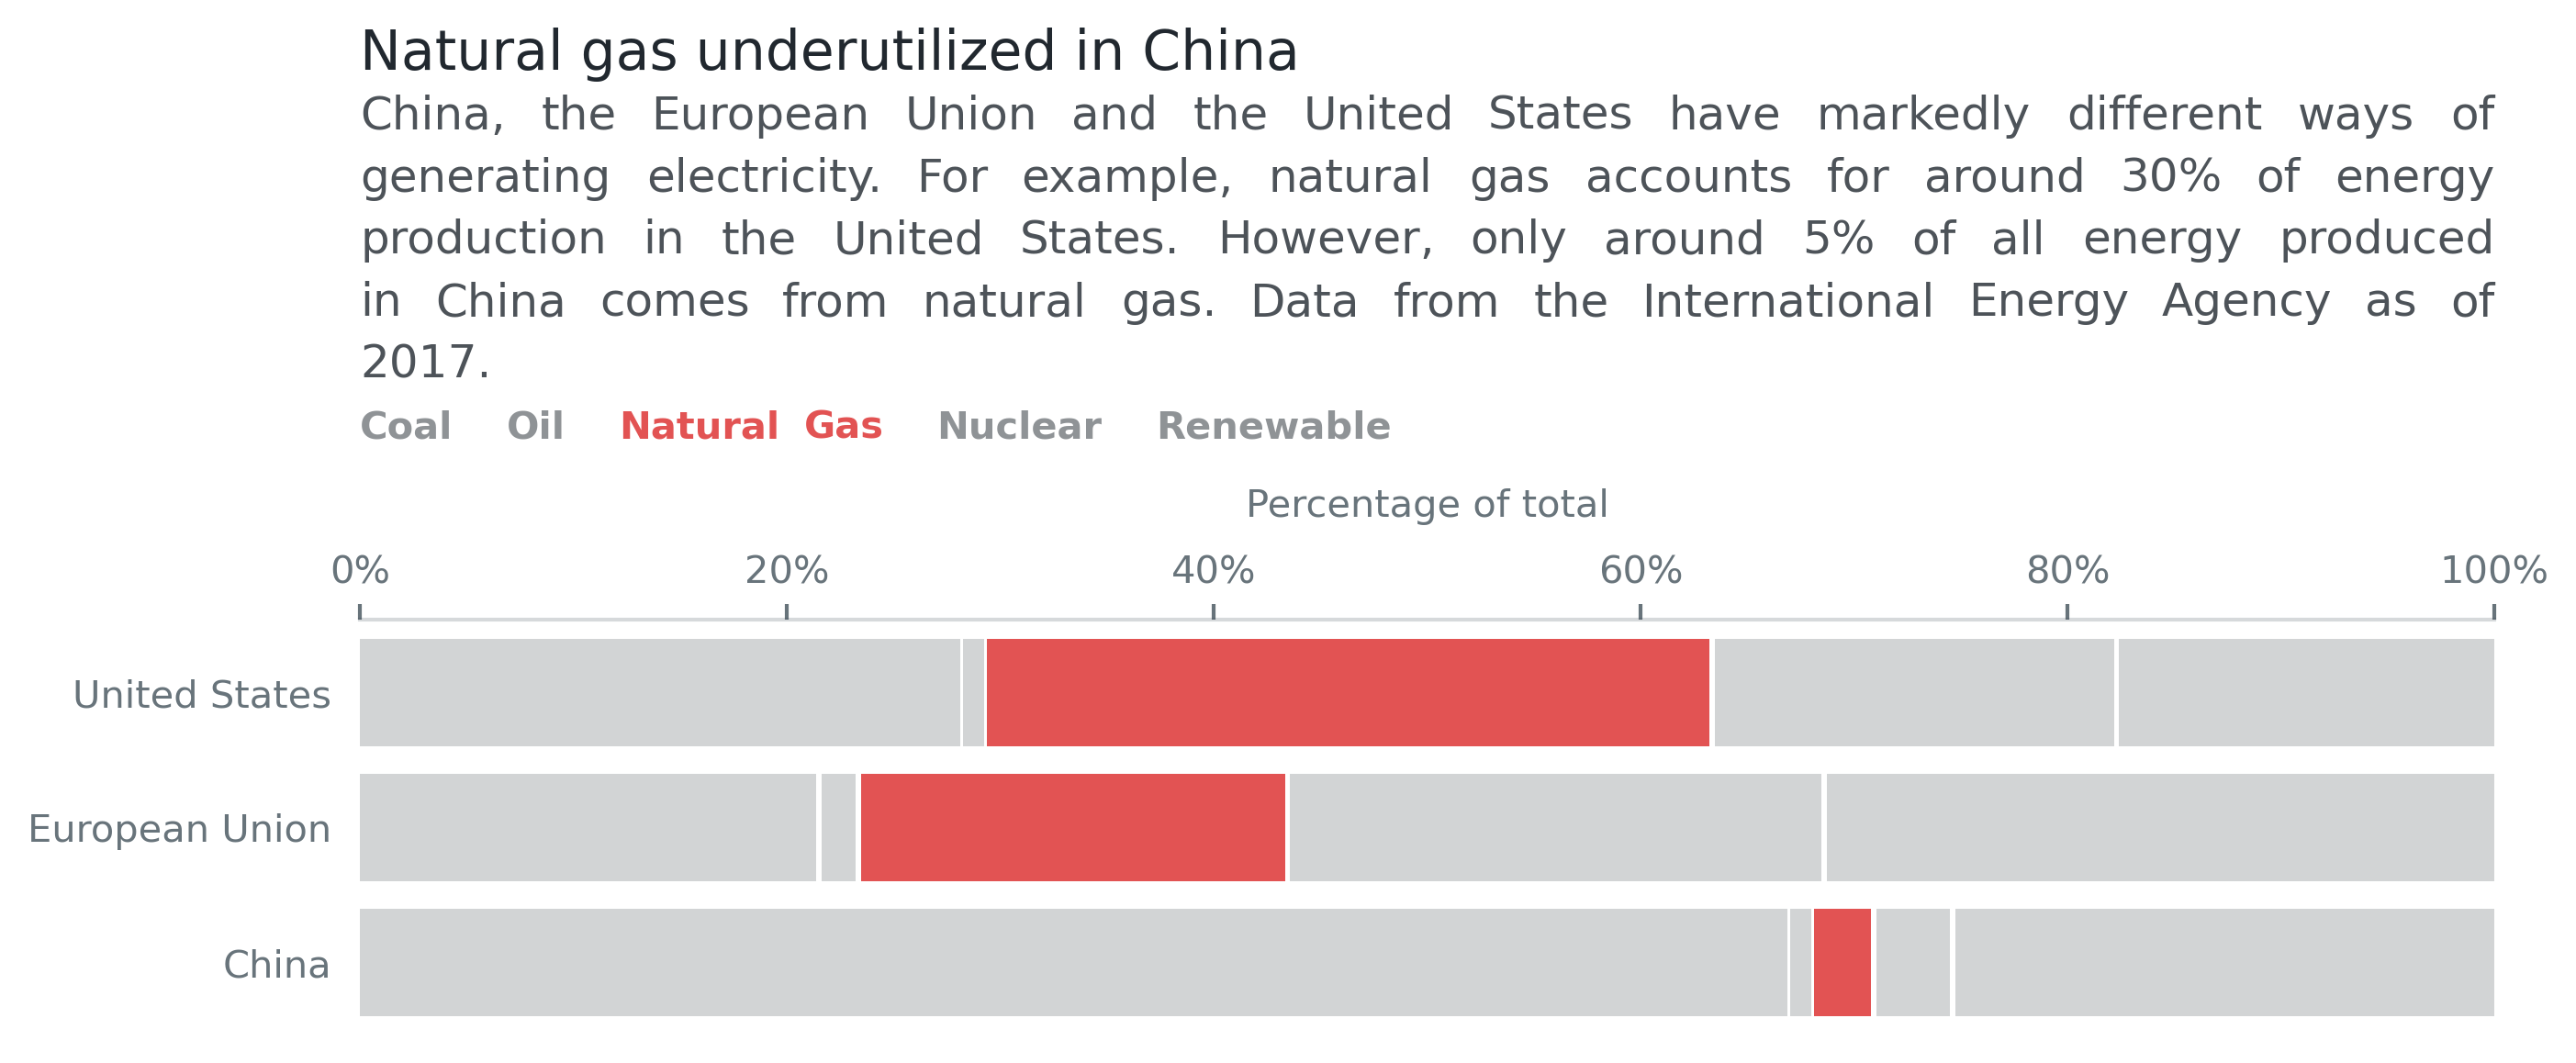 Natural gas underutilized in China
China, the European Union and the United States have markedly different ways of
generating electricity. For example, natural gas accounts for around 30% of energy
production in the United States. However, only around 5% of all energy produced
in China comes from natural gas. Data from the International Energy Agency as of
2017.
Coal Oil Natural Gas Nuclear Renewable
Percentage of total
0% 20% 40% 60% 80% 100%
United States
European Union
China